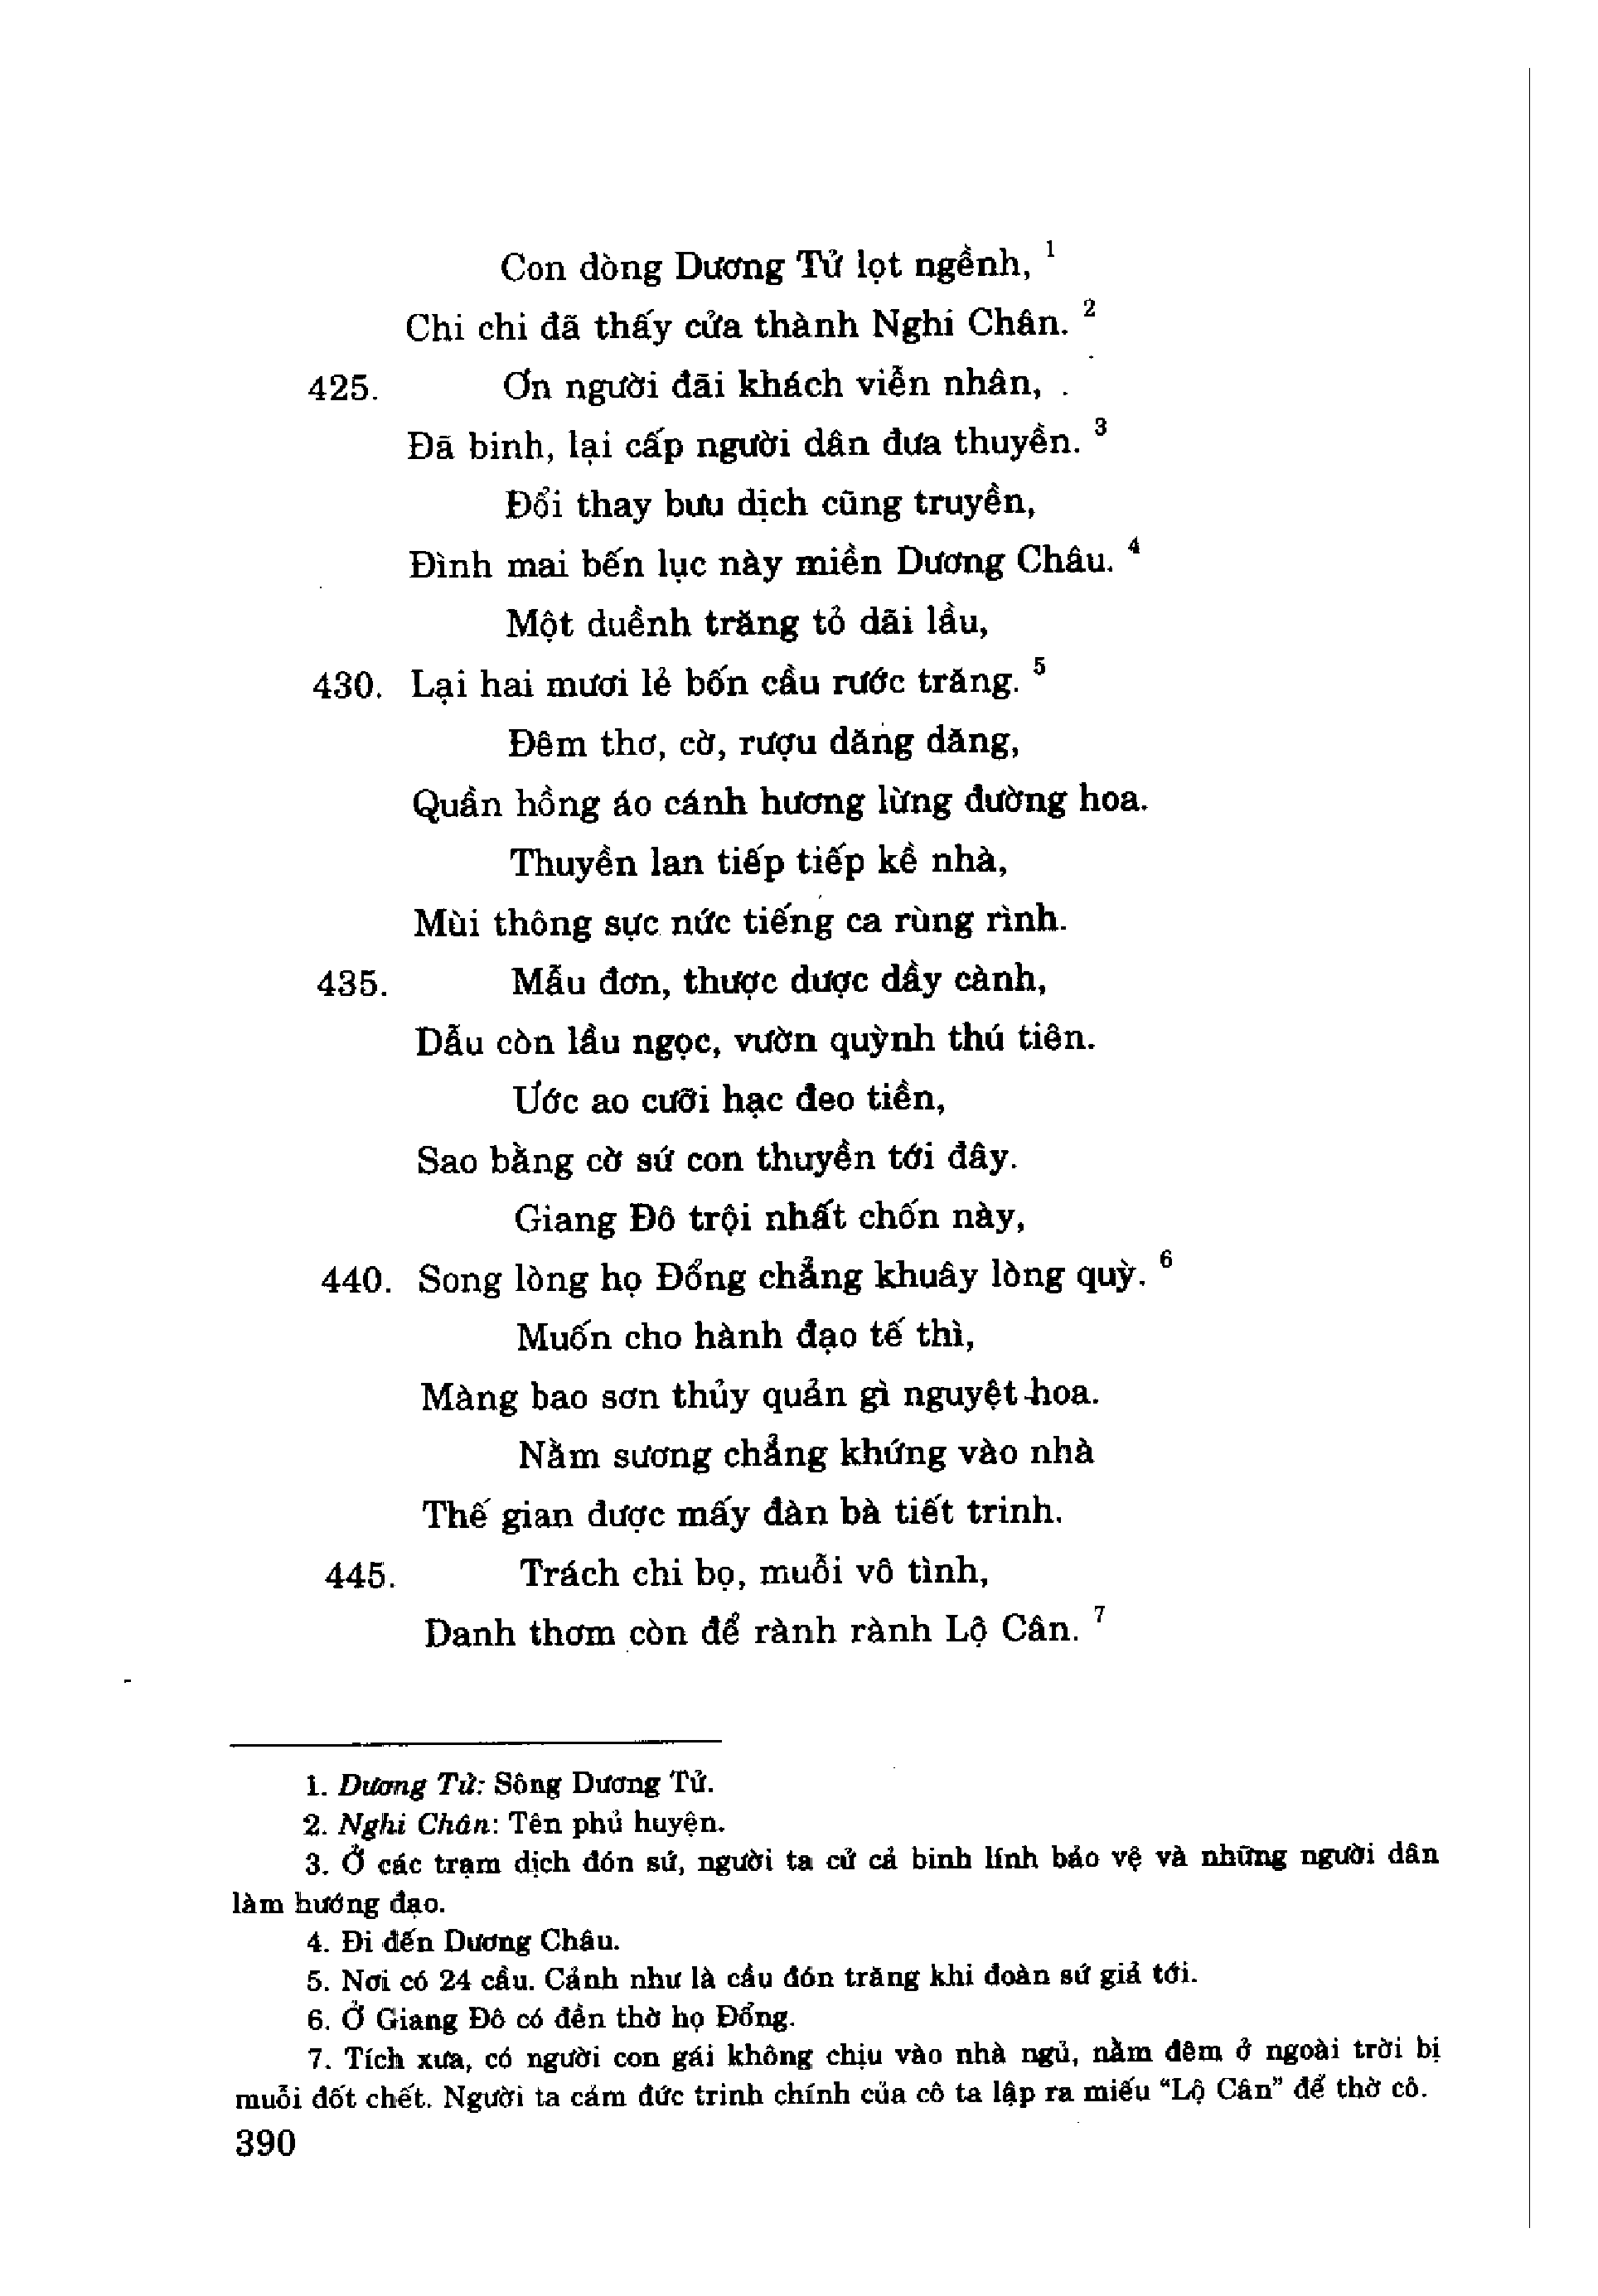 Con dòng Dương Tử lọt ngềnh, 1
Chi chi đã thấy cửa thành Nghi Chân. 2
425. Ơn người đãi khách viễn nhân,
Đã binh, lại cấp người dân đưa thuyền. 3
Đổi thay bưu dịch cũng truyền,
Đình mai bến lục này miền Dương Châu. 4
Một duềnh trăng tỏ dãi lầu,
430. Lại hai mươi lẻ bốn cầu rước trăng. 5
Đêm thơ, cờ, rượu dăng dăng,
Quần hồng áo cánh hương lừng đường hoa.
Thuyền lan tiếp tiếp kề nhà,
Mùi thông sực nức tiếng ca rùng rình.
435. Mẫu đơn, thược dược dầy cành,
Dẫu còn lầu ngọc, vườn quỳnh thú tiên.
Ước ao cưỡi hạc đeo tiền,
Sao bằng cờ sứ con thuyền tới đây.
Giang Đô trội nhất chốn này,
440. Song lòng họ Đổng chẳng khuây lòng quỳ. 6
Muốn cho hành đạo tế thì,
Màng bao sơn thủy quản gì nguyệt hoa.
Nằm sương chẳng khứng vào nhà
Thế gian được mấy đàn bà tiết trinh.
445. Trách chi bọ, muỗi vô tình,
Danh thơm còn để rành rành Lộ Cân. 7
1. Dương Tử: Sông Dương Tử.
2. Nghi Chân: Tên phủ huyện.
3. Ở các trạm dịch đón sứ, người ta cử cả binh lính bảo vệ và những người dân
làm hướng đạo.
4. Đi đến Dương Châu.
5. Nơi có 24 cầu. Cảnh như là cầu đón trăng khi đoàn sứ giả tới.
6. Ở Giang Đô có đền thờ họ Đổng.
7. Tích xưa, có người con gái không chịu vào nhà ngủ, nằm đêm ở ngoài trời bị
muỗi đốt chết. Người ta cảm đức trinh chính của cô ta lập ra miếu “Lộ Cân” để thờ cô.
390